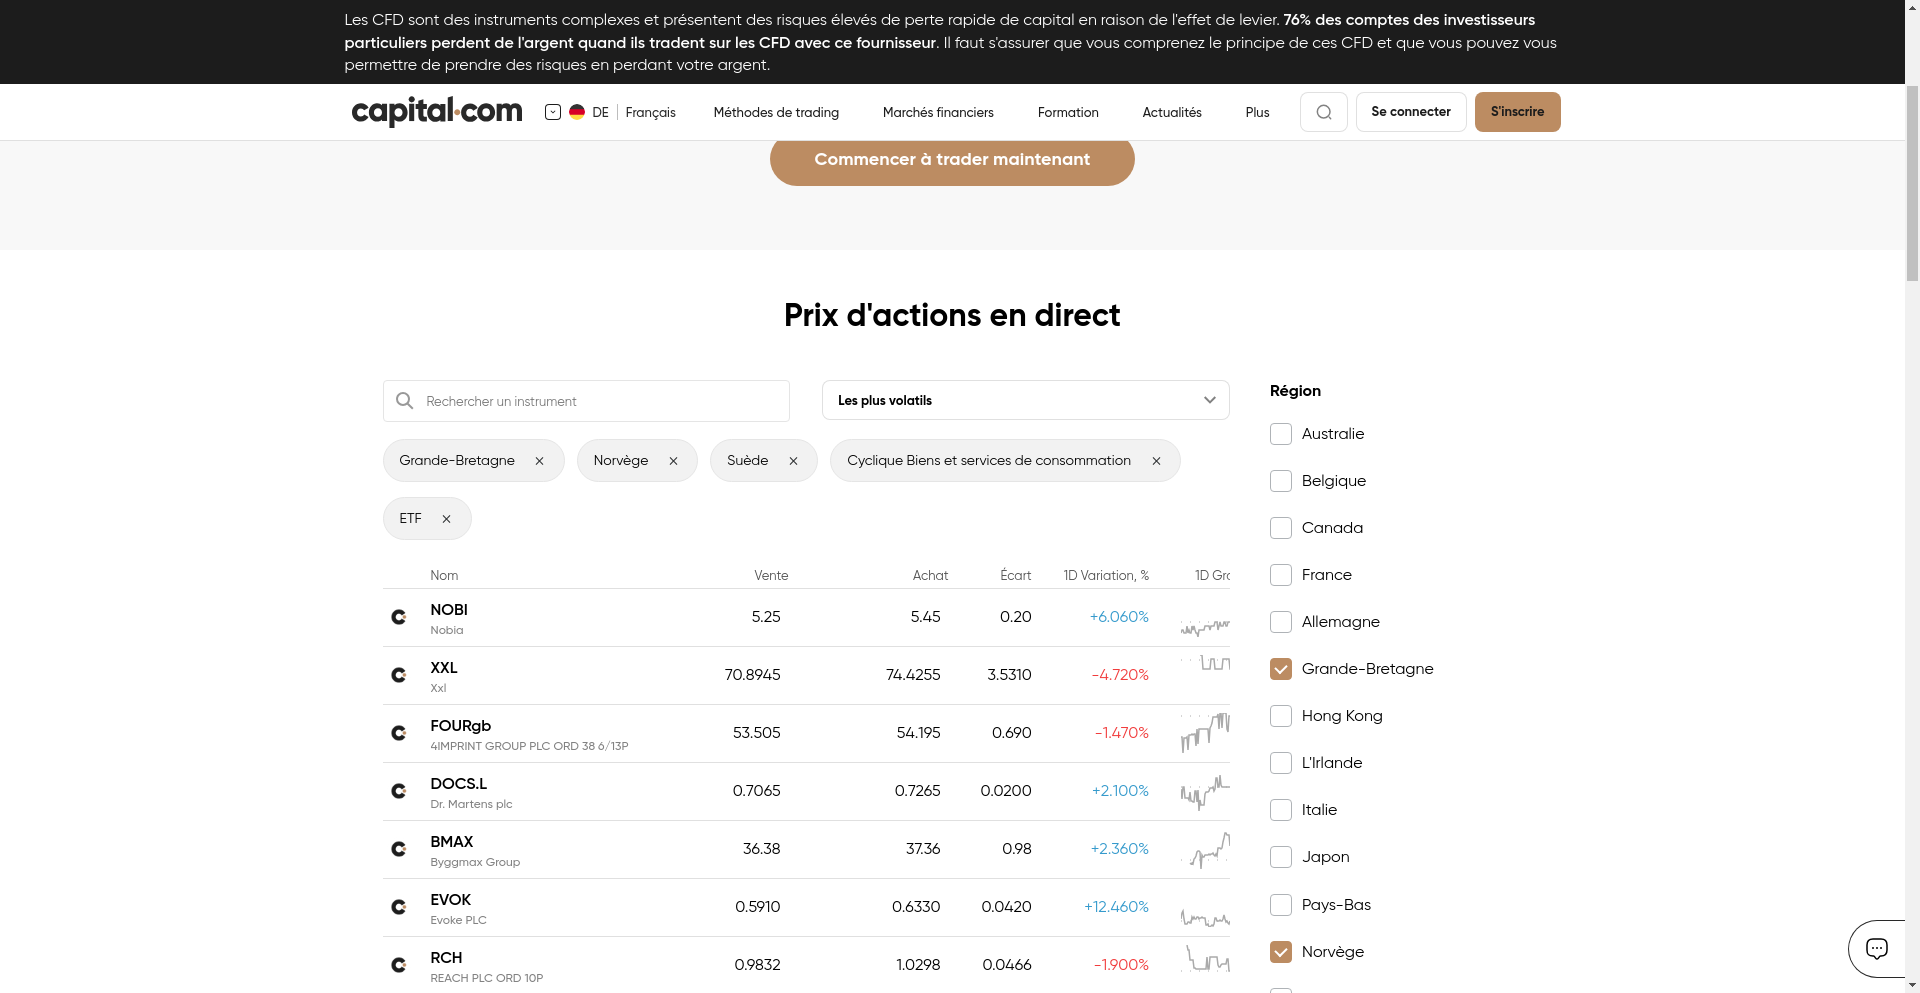 Les CFD sont des instruments complexes et présentent des risques élevés de perte rapide de capital en raison de l'effet de levier. 76% des comptes des investisseurs
particuliers perdent de l'argent quand ils tradent sur les CFD avec ce fournisseur. Il faut s'assurer que vous comprenez le principe de ces CFD et que vous pouvez vous
permettre de prendre des risques en perdant votre argent.
capital.com DE Français Méthodes de trading Marchés financiers Formation Actualités Plus Se connecter S'inscrire
Commencer à trader maintenant
Prix d'actions en direct
Rechercher un instrument
Les plus volatils
Grande-Bretagne Norvège Suède Cyclique Biens et services de consommation
ETF
Nom Vente Achat Écart 1D Variation, % 1D Gra
NOBI 5.25 5.45 0.20 +6.060%
Nobia
XXL 70.8945 74.4255 3.5310 -4.720%
Xxl
FOURgb 53.505 54.195 0.690 -1.470%
4IMPRINT GROUP PLC ORD 38 6/13P
DOCS.L 0.7065 0.7265 0.0200 +2.100%
Dr. Martens plc
BMAX 36.38 37.36 0.98 +2.360%
Byggmax Group
EVOK 0.5910 0.6330 0.0420 +12.460%
Evoke PLC
RCH 0.9832 1.0298 0.0466 -1.900%
REACH PLC ORD 10P
Région
Australie
Belgique
Canada
France
Allemagne
Grande-Bretagne
Hong Kong
L'Irlande
Italie
Japon
Pays-Bas
Norvège